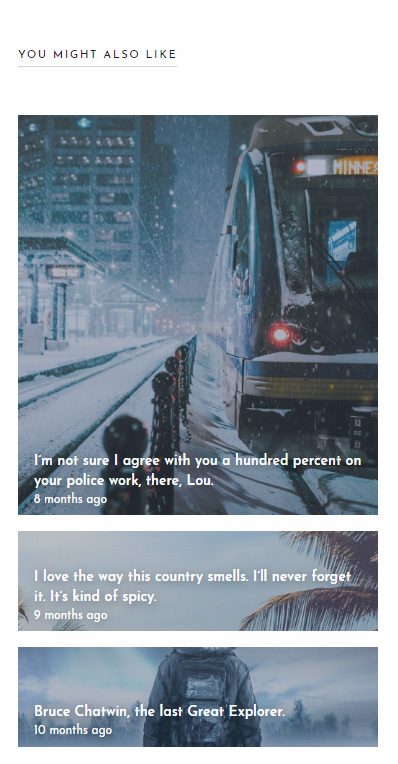 YOU MIGHT ALSO LIKE
MINNE
I'm not sure I agree with you a hundred percent on
your police work, there, Lou.
8 months ago
I love the way this country smells. I'll never forget
it. It's kind of spicy.
9 months ago
Bruce Chatwin, the last Great Explorer.
10 months ago